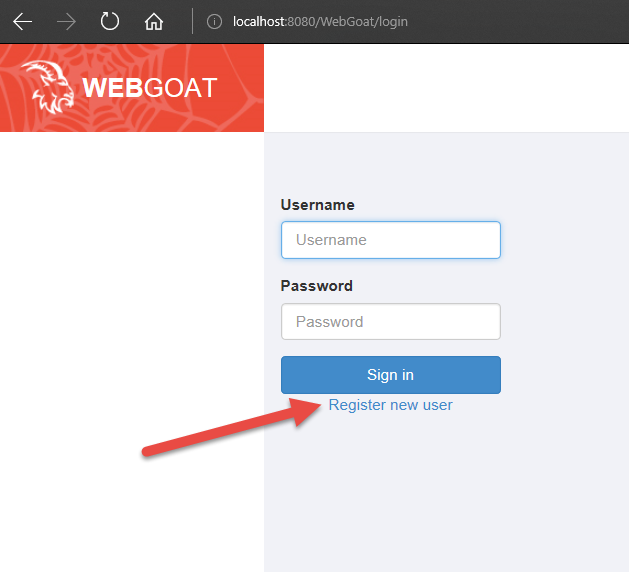 localhost:8080/WebGoat/login
WEBGOAT
Username
Username
Password
Password
Sign in
Register new user